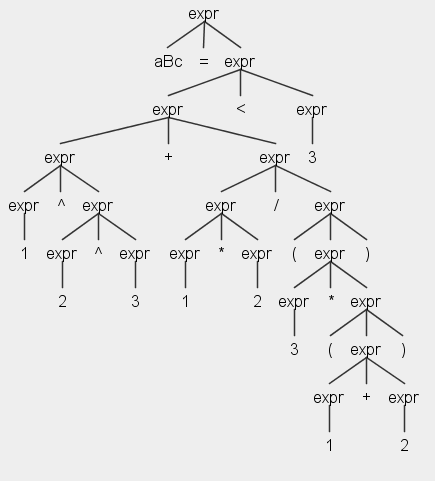 expr
aBc = expr
expr < expr
expr + expr 3
expr ^ expr expr / expr
1 expr ^ expr expr * expr ( expr )
2 3 1 2 expr * expr
3 ( expr )
expr + expr
1 2